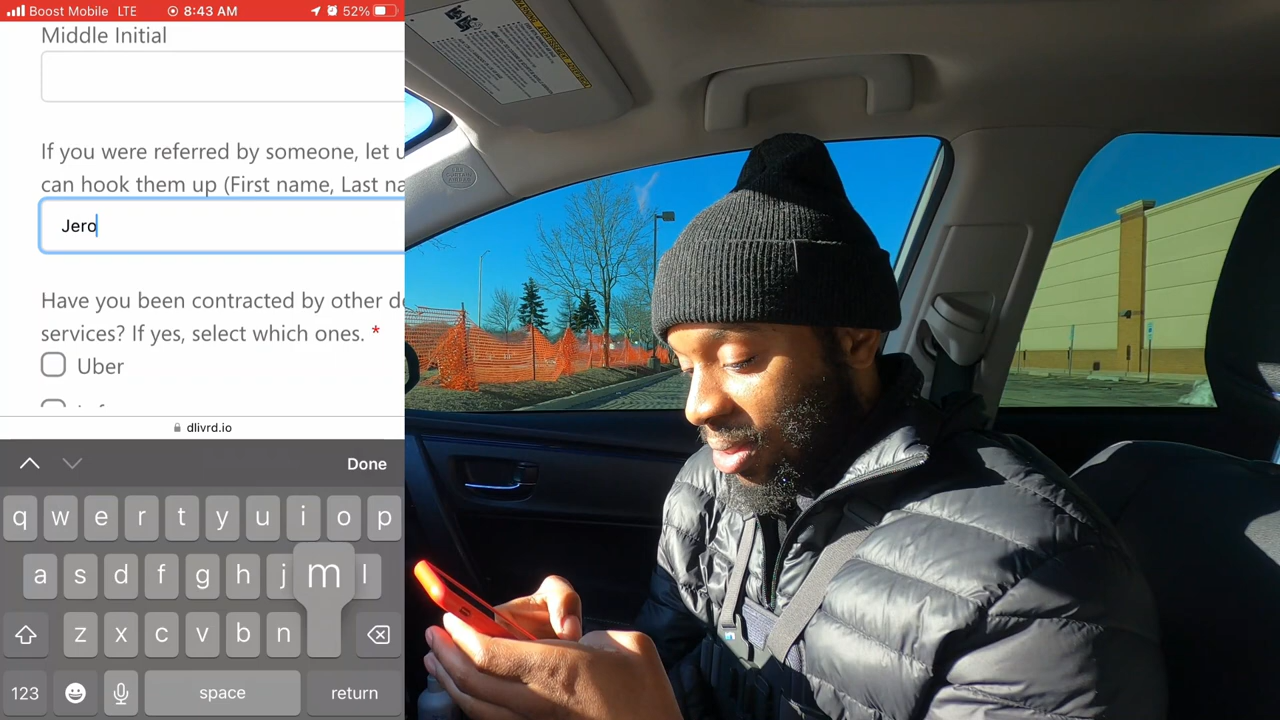 Boost Mobile LTE 8:43 AM 52%
Middle Initial
If you were referred by someone, let u
can hook them up (First name, Last na
Jero
Have you been contracted by other de
services? If yes, select which ones. *
Uber
dlivrd.io
Done
q w e r t y u i o p
a s d f g h j m l
z x c v b n
123 space return